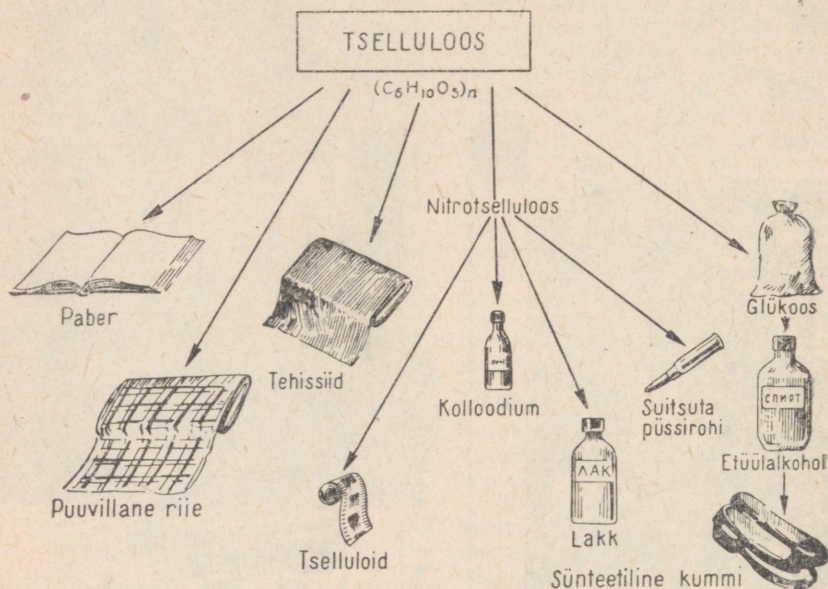 TSELLULOOS
(C₆H₁₀O₅)n
Nitrotselluloos
Paber
Tehissiid
Glükoos
Kolloodium
Suitsuta
püssirohi
СПИРТ
Etüülalkohol
Puuvillane riie
ЛАК
Tselluloid
Lakk
Sünteetiline kummi